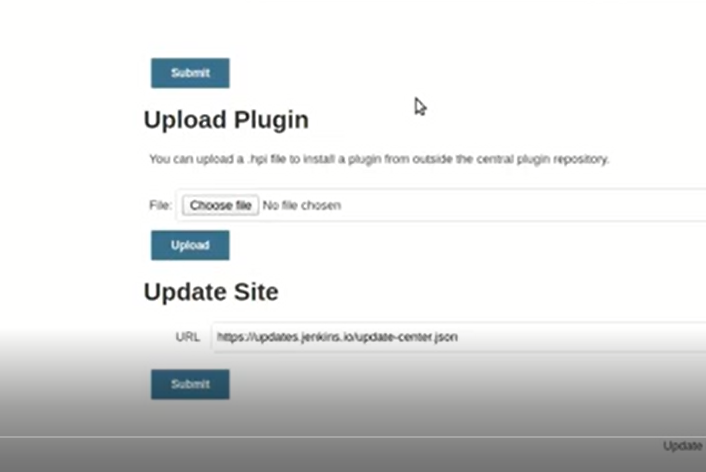 Submit
Upload Plugin
You can upload a .hpi file to install a plugin from outside the central plugin repository.
File: Choose file No file chosen
Upload
Update Site
URL https://updates.jenkins.io/update-center.json
Submit
Update